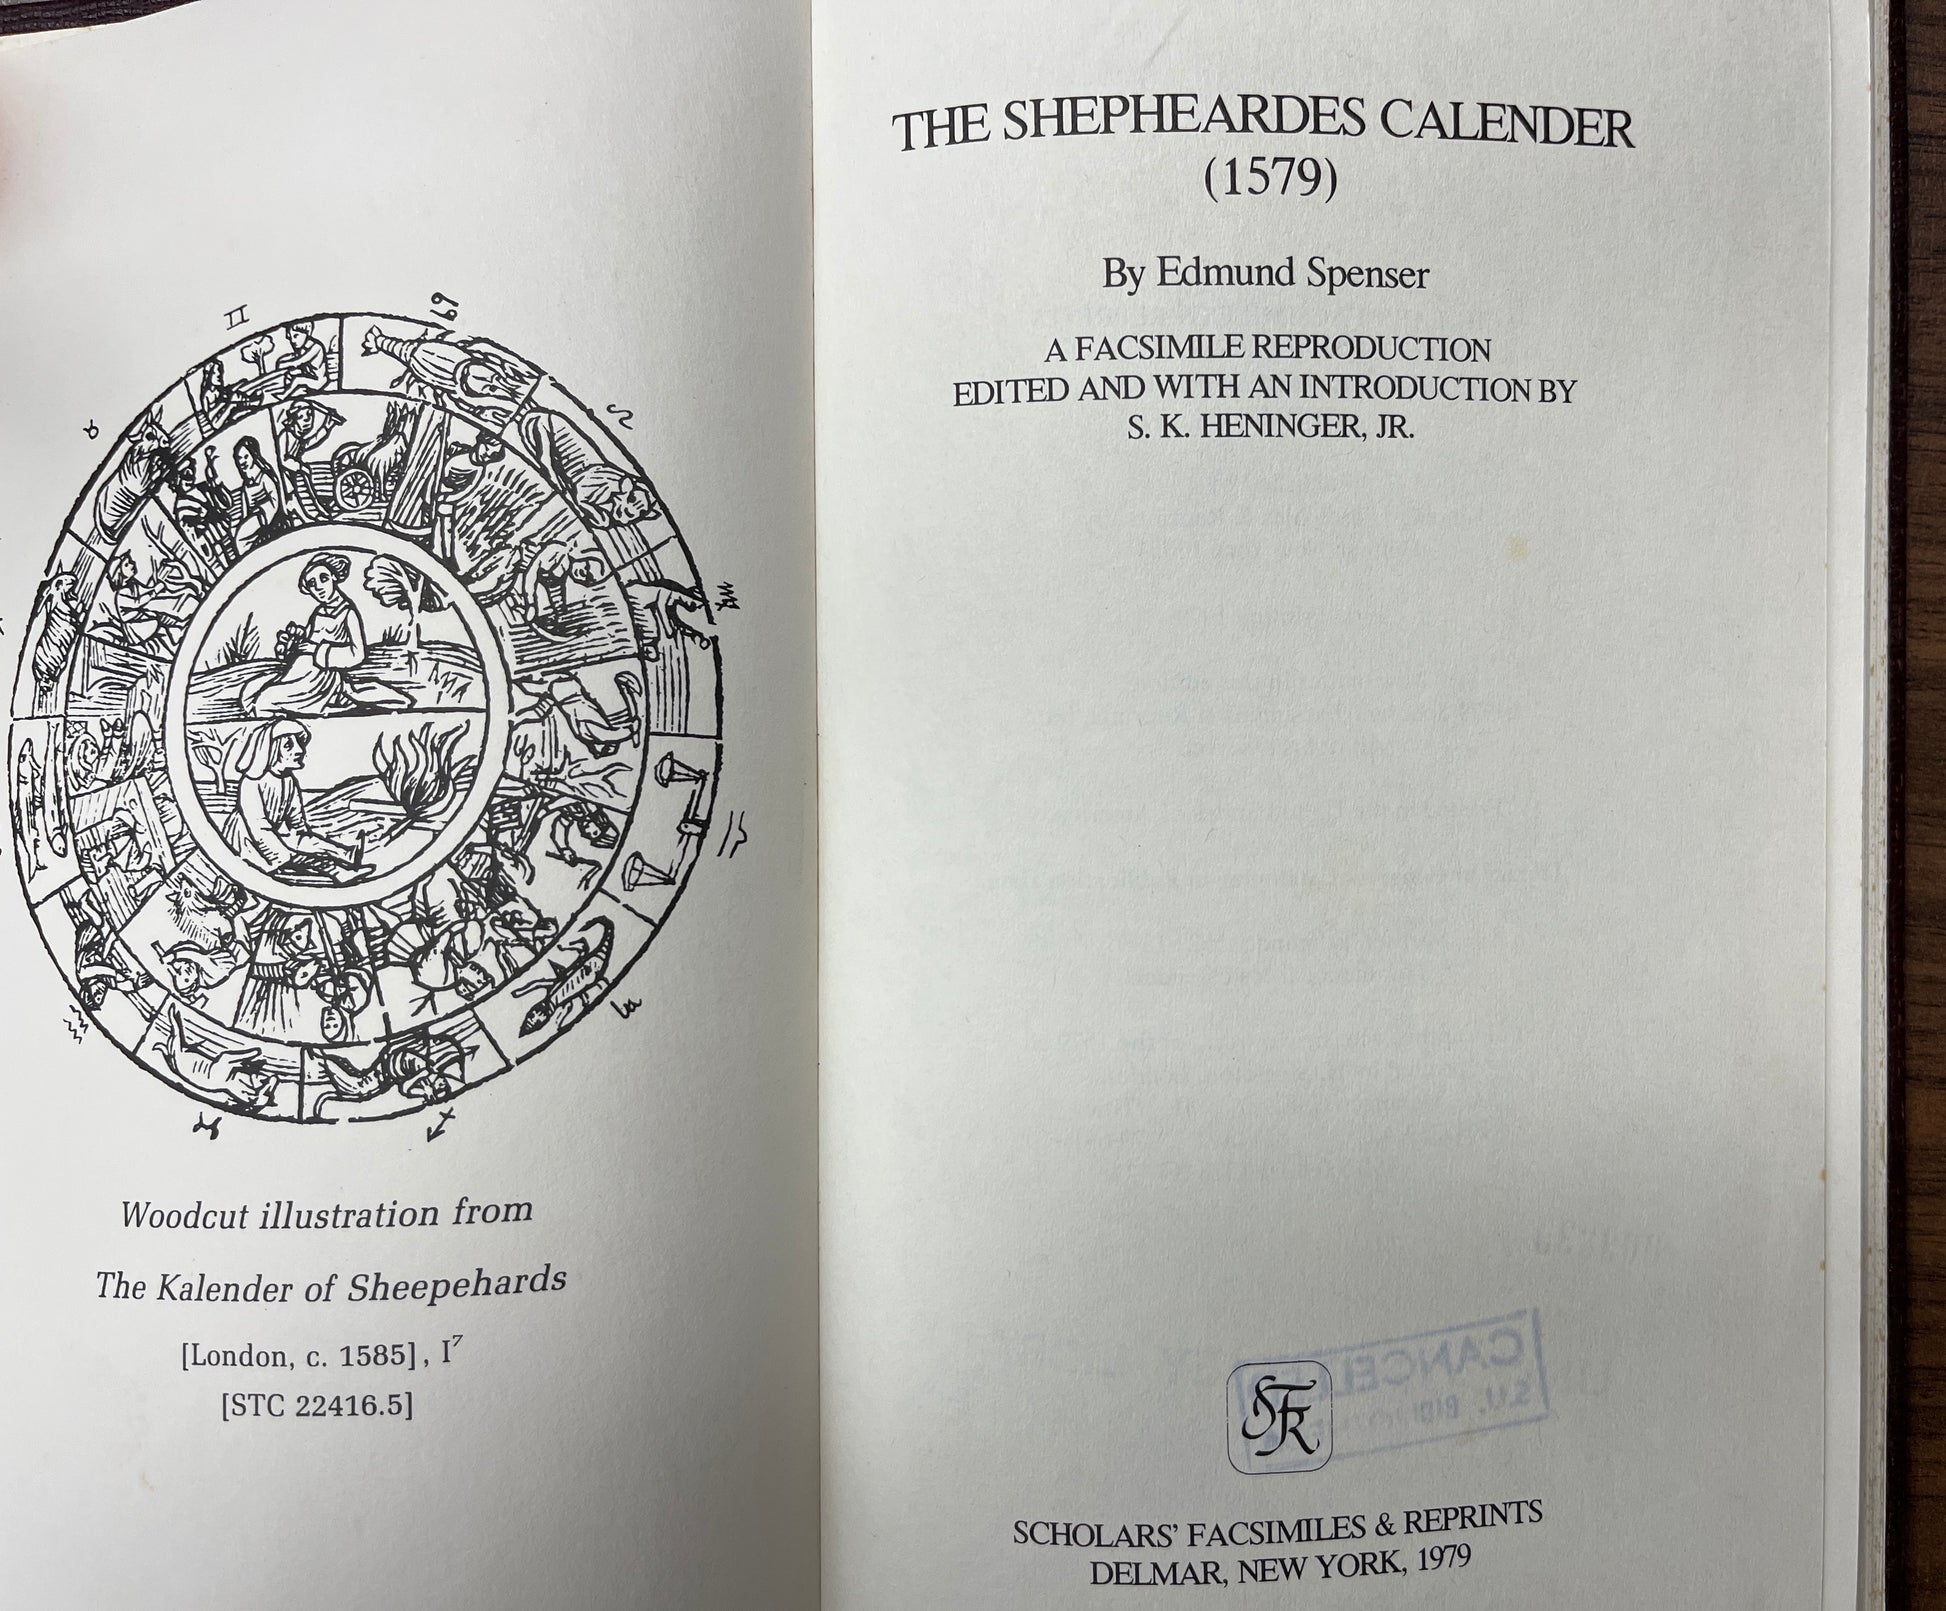 Woodcut illustration from
The Kalender of Sheepehards
[London, c. 1585], I⁷
[STC 22416.5]
THE SHEPHEARDES CALENDER
(1579)
By Edmund Spenser
A FACSIMILE REPRODUCTION
EDITED AND WITH AN INTRODUCTION BY
S. K. HENINGER, JR.
SFR
SCHOLARS' FACSIMILES & REPRINTS
DELMAR, NEW YORK, 1979